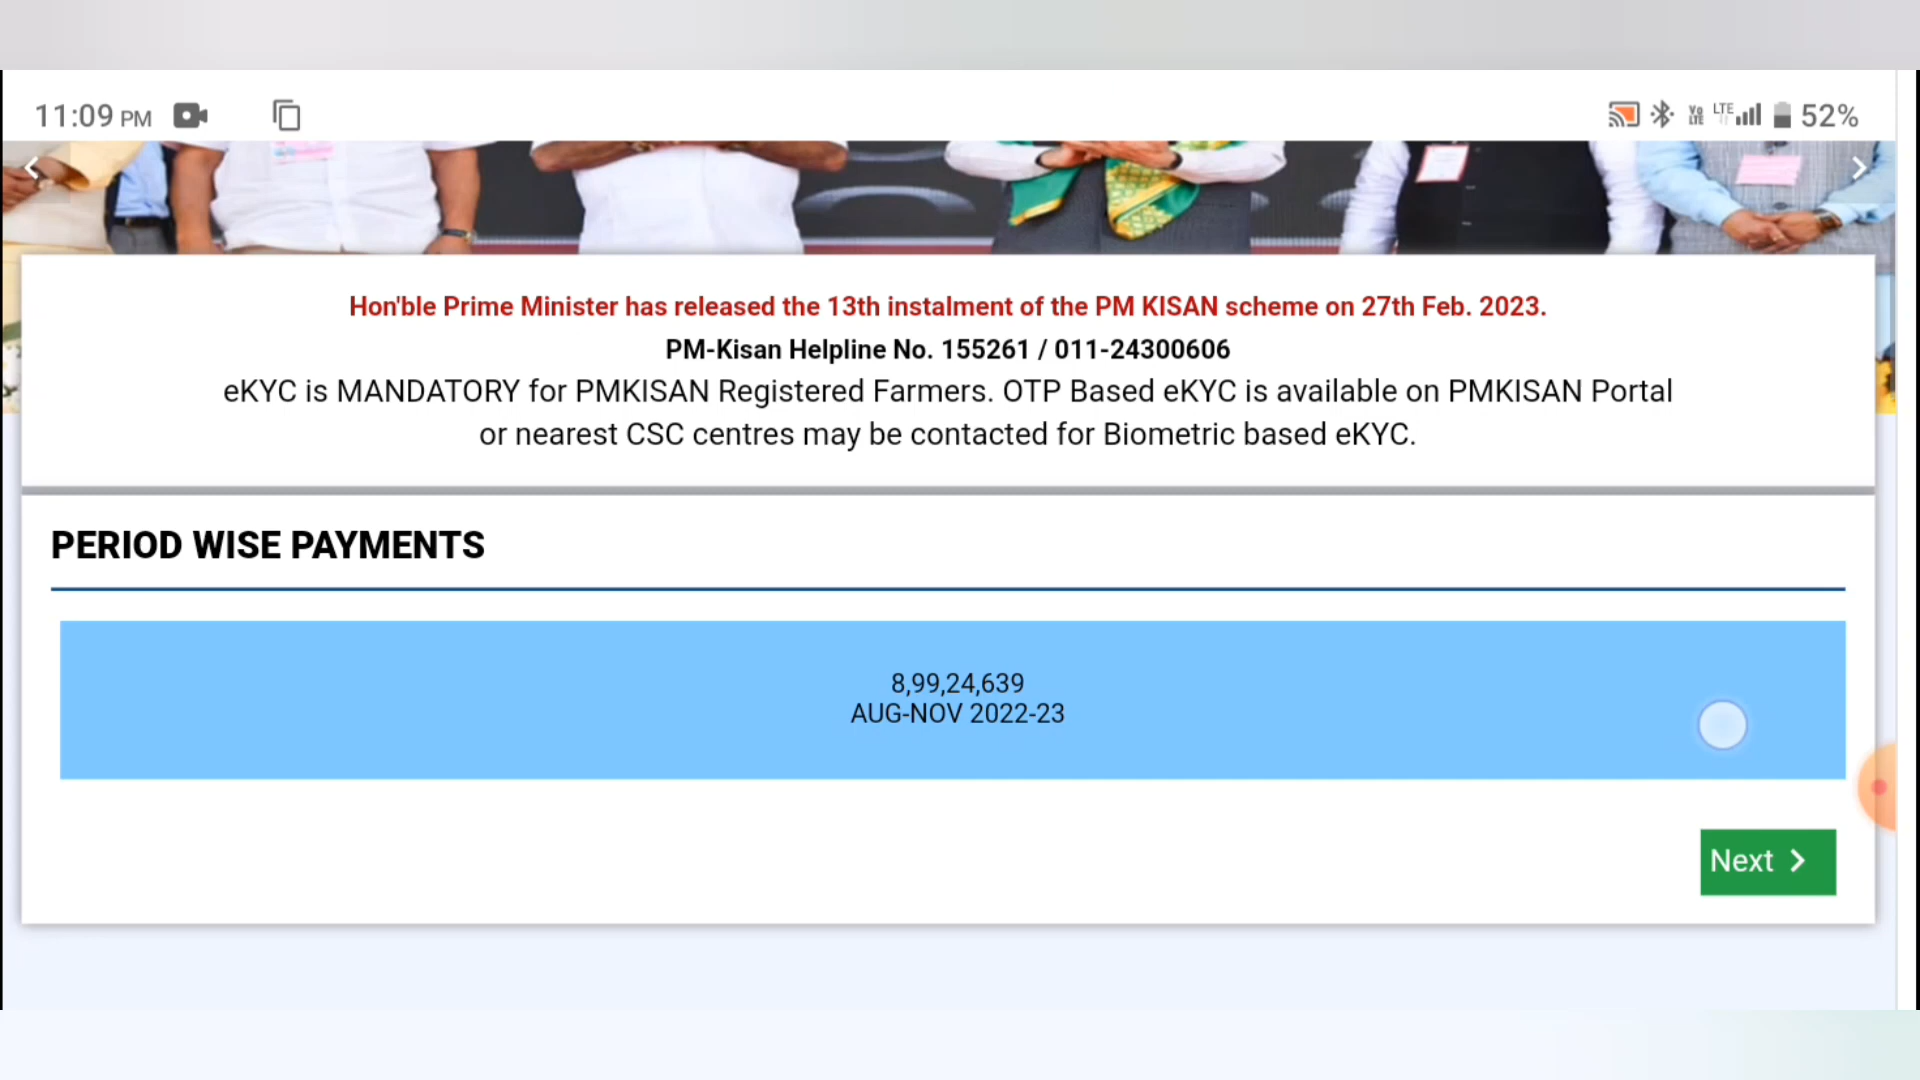 11:09 PM
LTE
52%
Hon'ble Prime Minister has released the 13th instalment of the PM KISAN scheme on 27th Feb. 2023.
PM-Kisan Helpline No. 155261 / 011-24300606
eKYC is MANDATORY for PMKISAN Registered Farmers. OTP Based eKYC is available on PMKISAN Portal
or nearest CSC centres may be contacted for Biometric based eKYC.
PERIOD WISE PAYMENTS
8,99,24,639
AUG-NOV 2022-23
Next